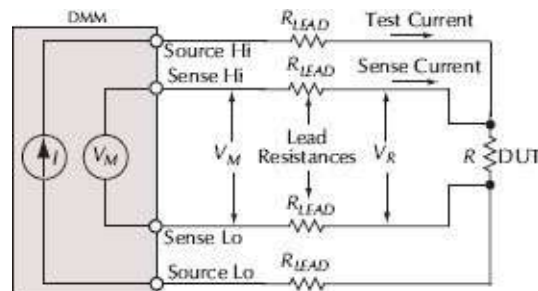 DMM
R_LEAD
Test Current
Source Hi
Sense Hi
R_LEAD
Sense Current
I
V_M
V_M
Lead
Resistances
V_R
R
DUT
R_LEAD
Sense Lo
Source Lo
R_LEAD